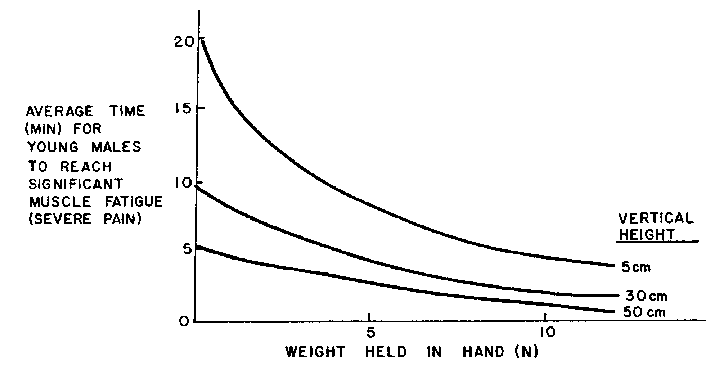 20
AVERAGE TIME
(MIN) FOR
YOUNG MALES
TO REACH
SIGNIFICANT
MUSCLE FATIGUE
(SEVERE PAIN)
15
10
5
0
5
10
WEIGHT HELD IN HAND (N)
VERTICAL
HEIGHT
5cm
30cm
50cm